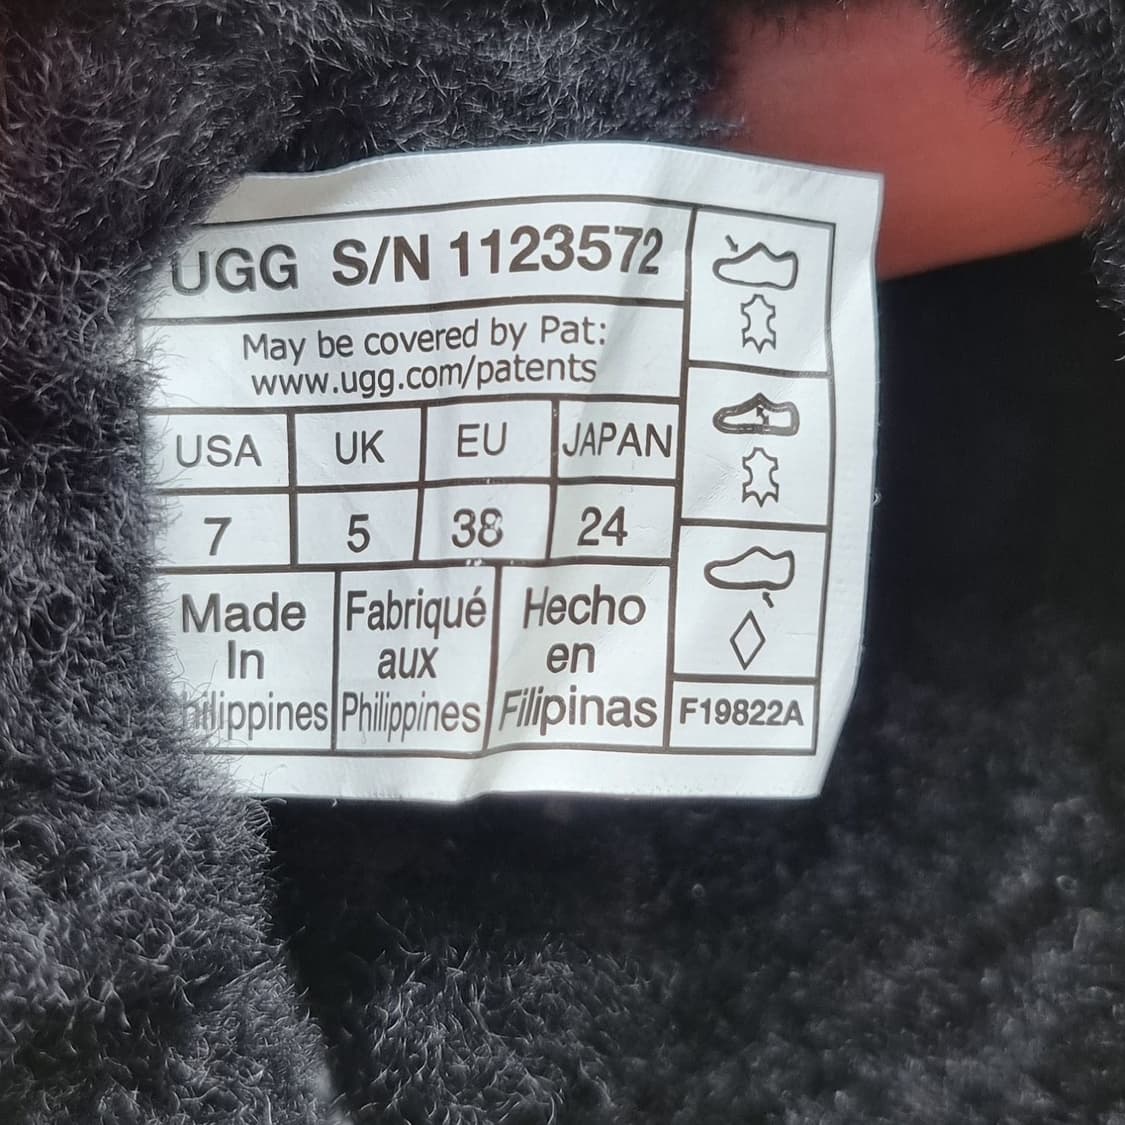 UGG S/N 1123572
May be covered by Pat:
www.ugg.com/patents
USA UK EU JAPAN
7 5 38 24
Made Fabriqué Hecho
In aux en
hilippines Philippines Filipinas
F19822A